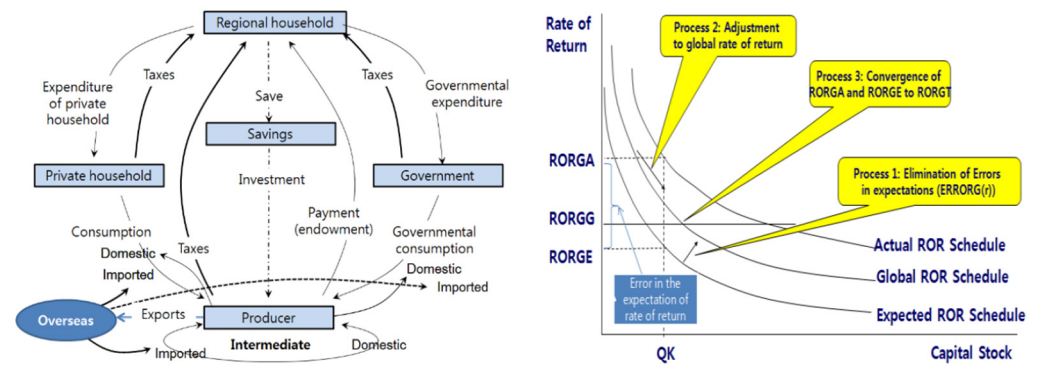 Regional household
Taxes
Taxes
Expenditure
of private
household
Governmental
expenditure
Save
Savings
Private household
Government
Investment
Payment
(endowment)
Consumption
Taxes
Governmental
consumption
Domestic
Imported
Domestic
Imported
Overseas
Exports
Producer
Intermediate
Imported
Domestic
Rate of
Return
Process 2: Adjustment
to global rate of return
Process 3: Convergence of
RORGA and RORGE to RORGT
RORGA
Process 1: Elimination of Errors
in expectations (ERRORG(r))
RORGG
RORGE
Actual ROR Schedule
Global ROR Schedule
Error in the
expectation of
rate of return
Expected ROR Schedule
QK
Capital Stock